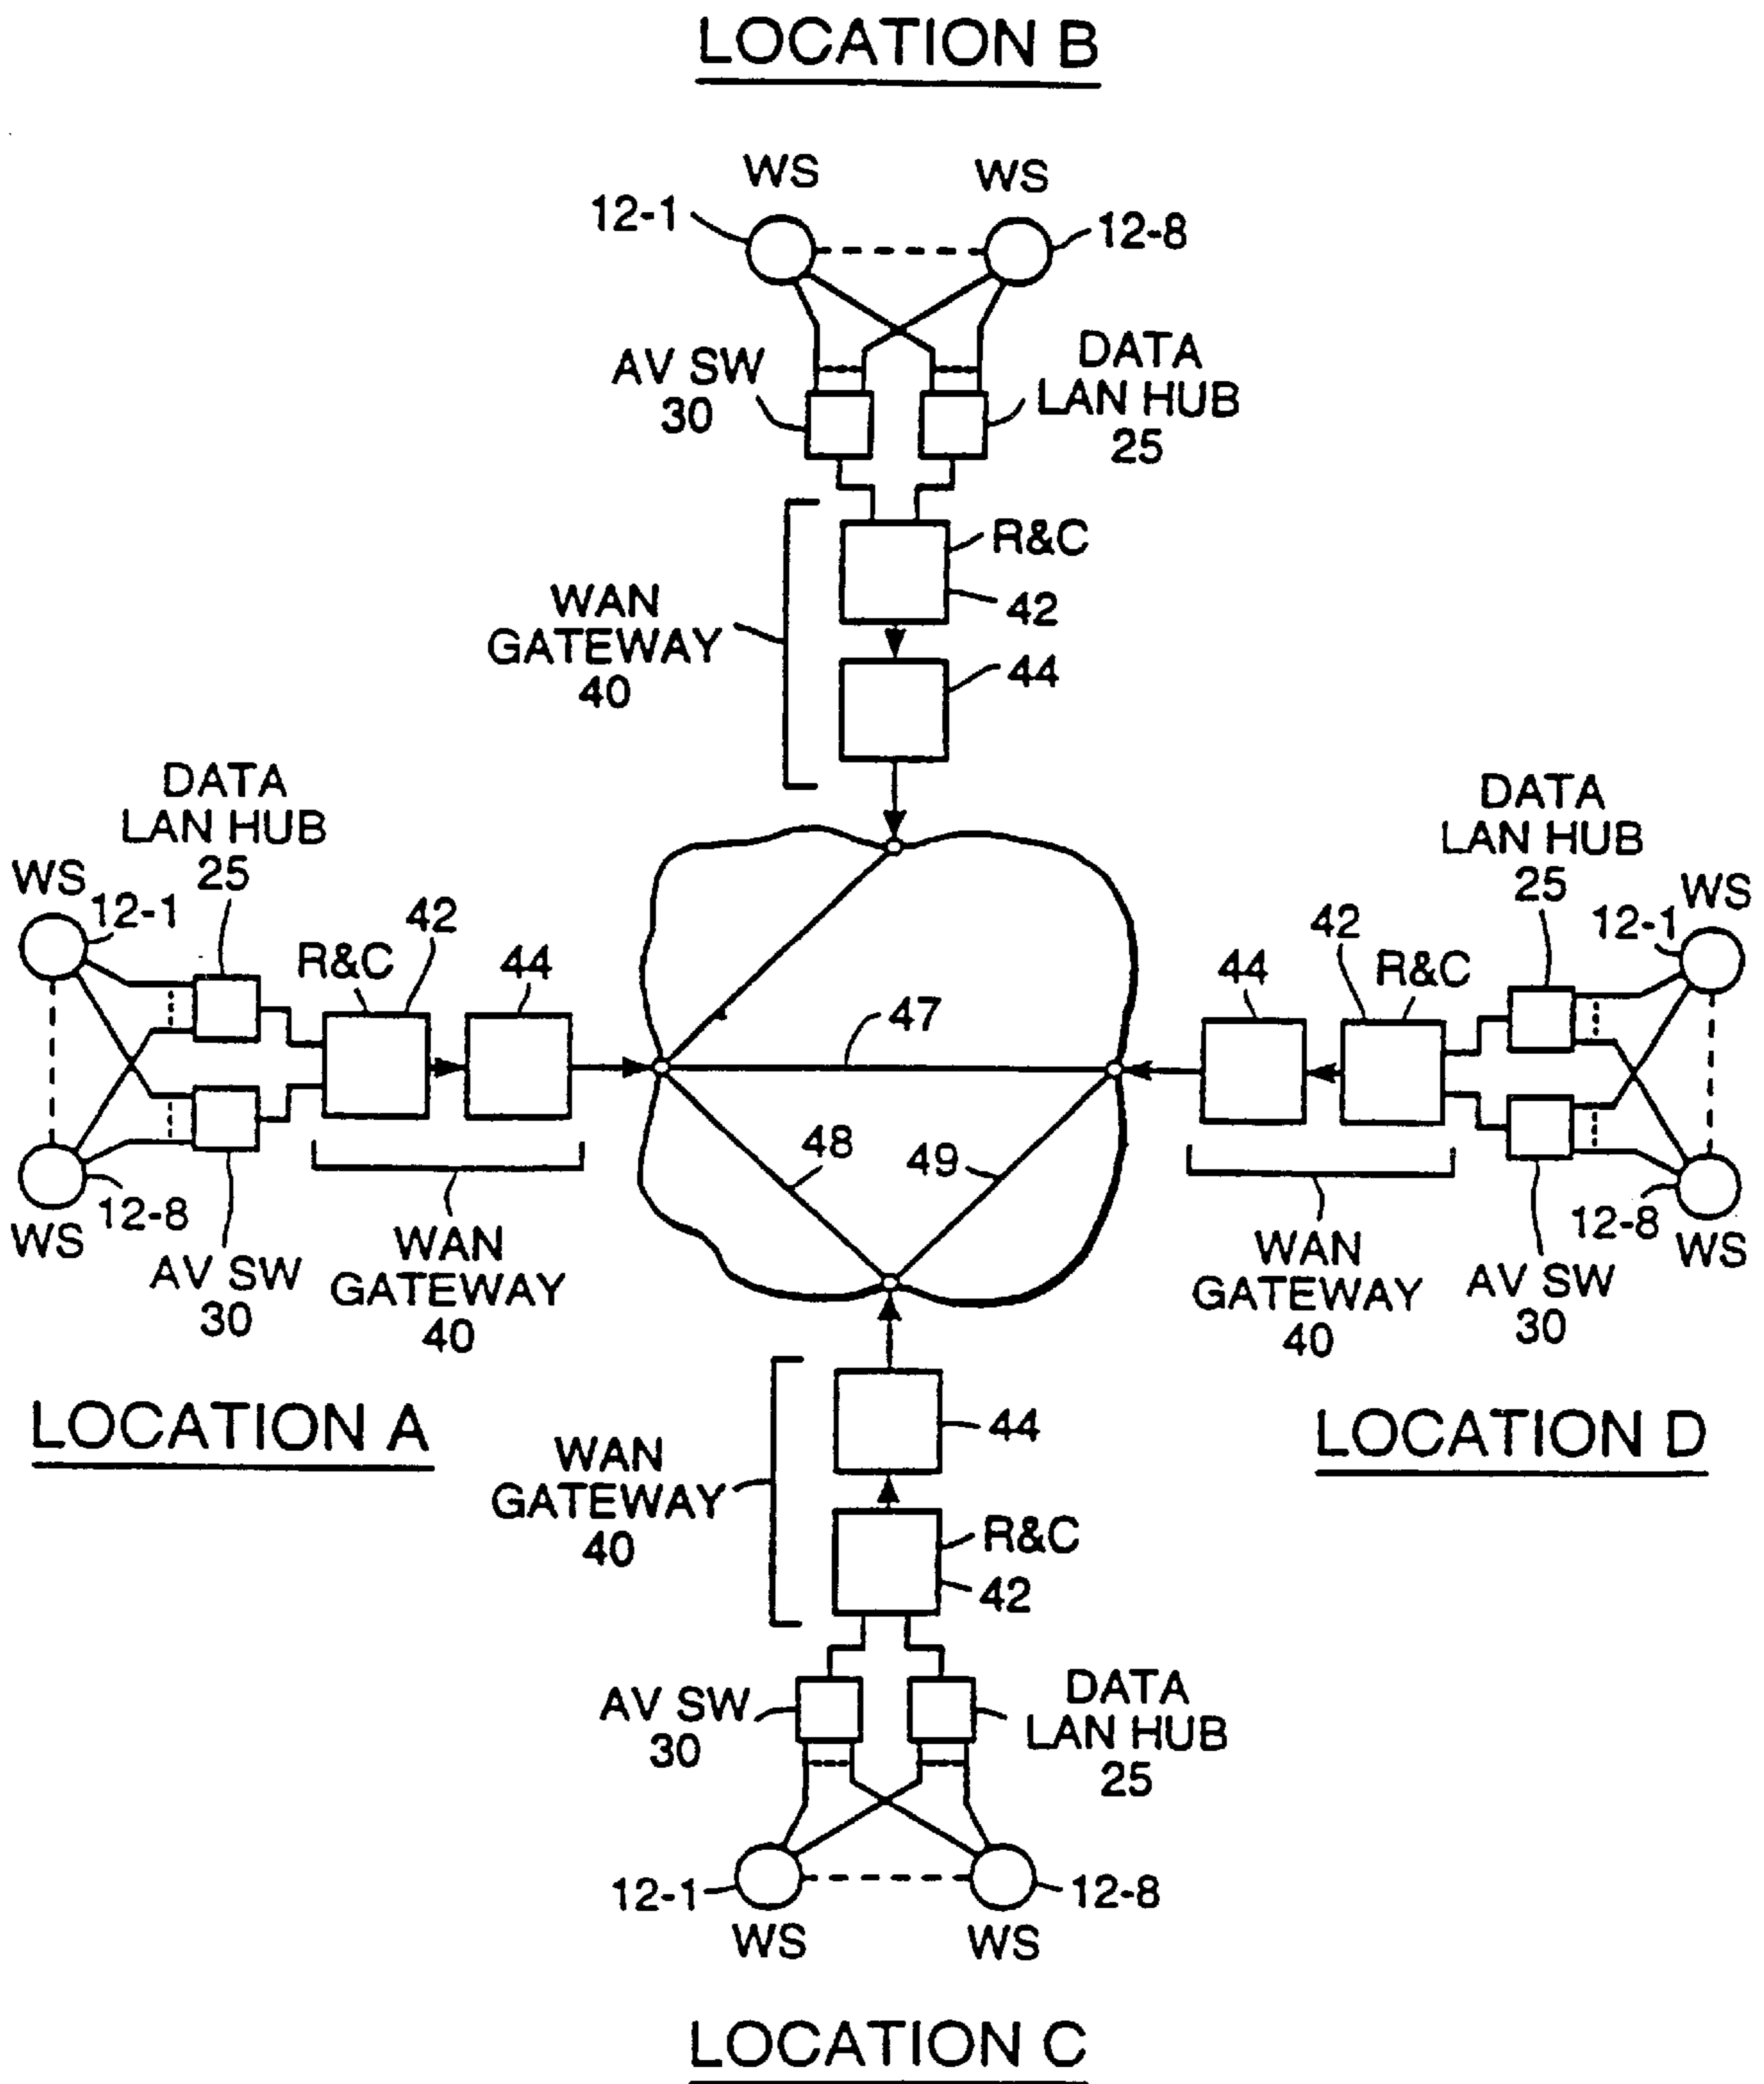 LOCATION B
WS
WS
12-1
12-8
AV SW
30
DATA
LAN HUB
25
R&C
42
WAN
GATEWAY
40
44
DATA
LAN HUB
25
WS
12-1
42
R&C
44
12-8
WS
AV SW
30
WAN
GATEWAY
40
LOCATION A
47
48
49
DATA
LAN HUB
25
WS
12-1
42
R&C
44
12-8
WS
WAN
GATEWAY
40
AV SW
30
LOCATION D
44
WAN
GATEWAY
40
R&C
42
AV SW
30
DATA
LAN HUB
25
12-1
12-8
WS
WS
LOCATION C